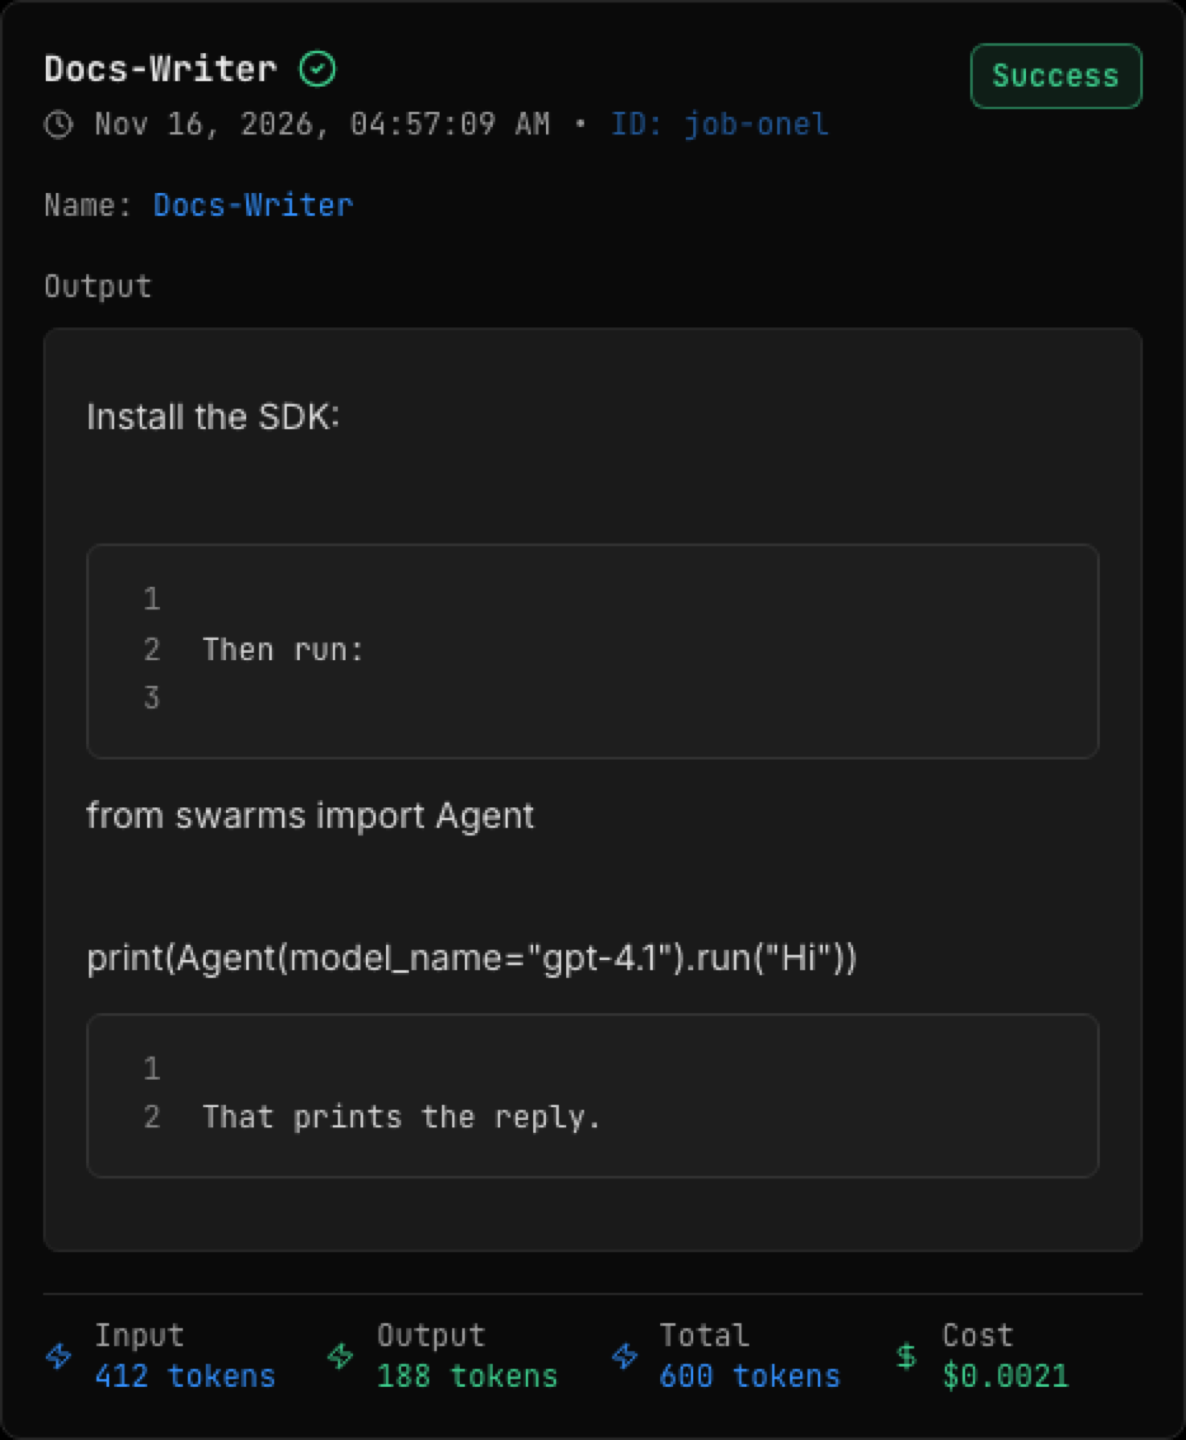 Docs-Writer
Success
Nov 16, 2026, 04:57:09 AM • ID: job-onel
Name: Docs-Writer
Output
Install the SDK:
1
2 Then run:
3
from swarms import Agent
print(Agent(model_name="gpt-4.1").run("Hi"))
1
2 That prints the reply.
Input
412 tokens
Output
188 tokens
Total
600 tokens
$
Cost
$0.0021